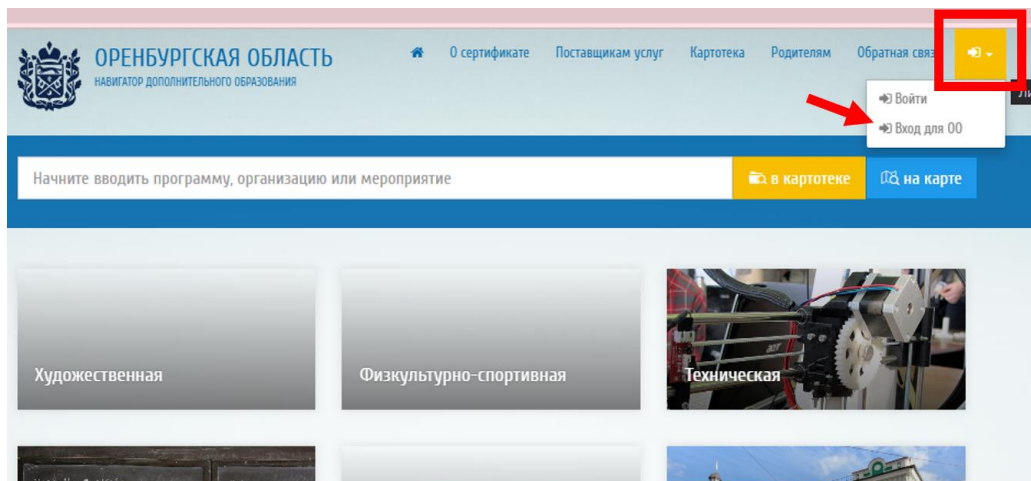 ОРЕНБУРГСКАЯ ОБЛАСТЬ
НАВИГАТОР ДОПОЛНИТЕЛЬНОГО ОБРАЗОВАНИЯ
О сертификате Поставщикам услуг Картотека Родителям Обратная связ
Войти
Вход для ОО
Начните вводить программу, организацию или мероприятие
в картотеке на карте
Художественная Физкультурно-спортивная Техническая